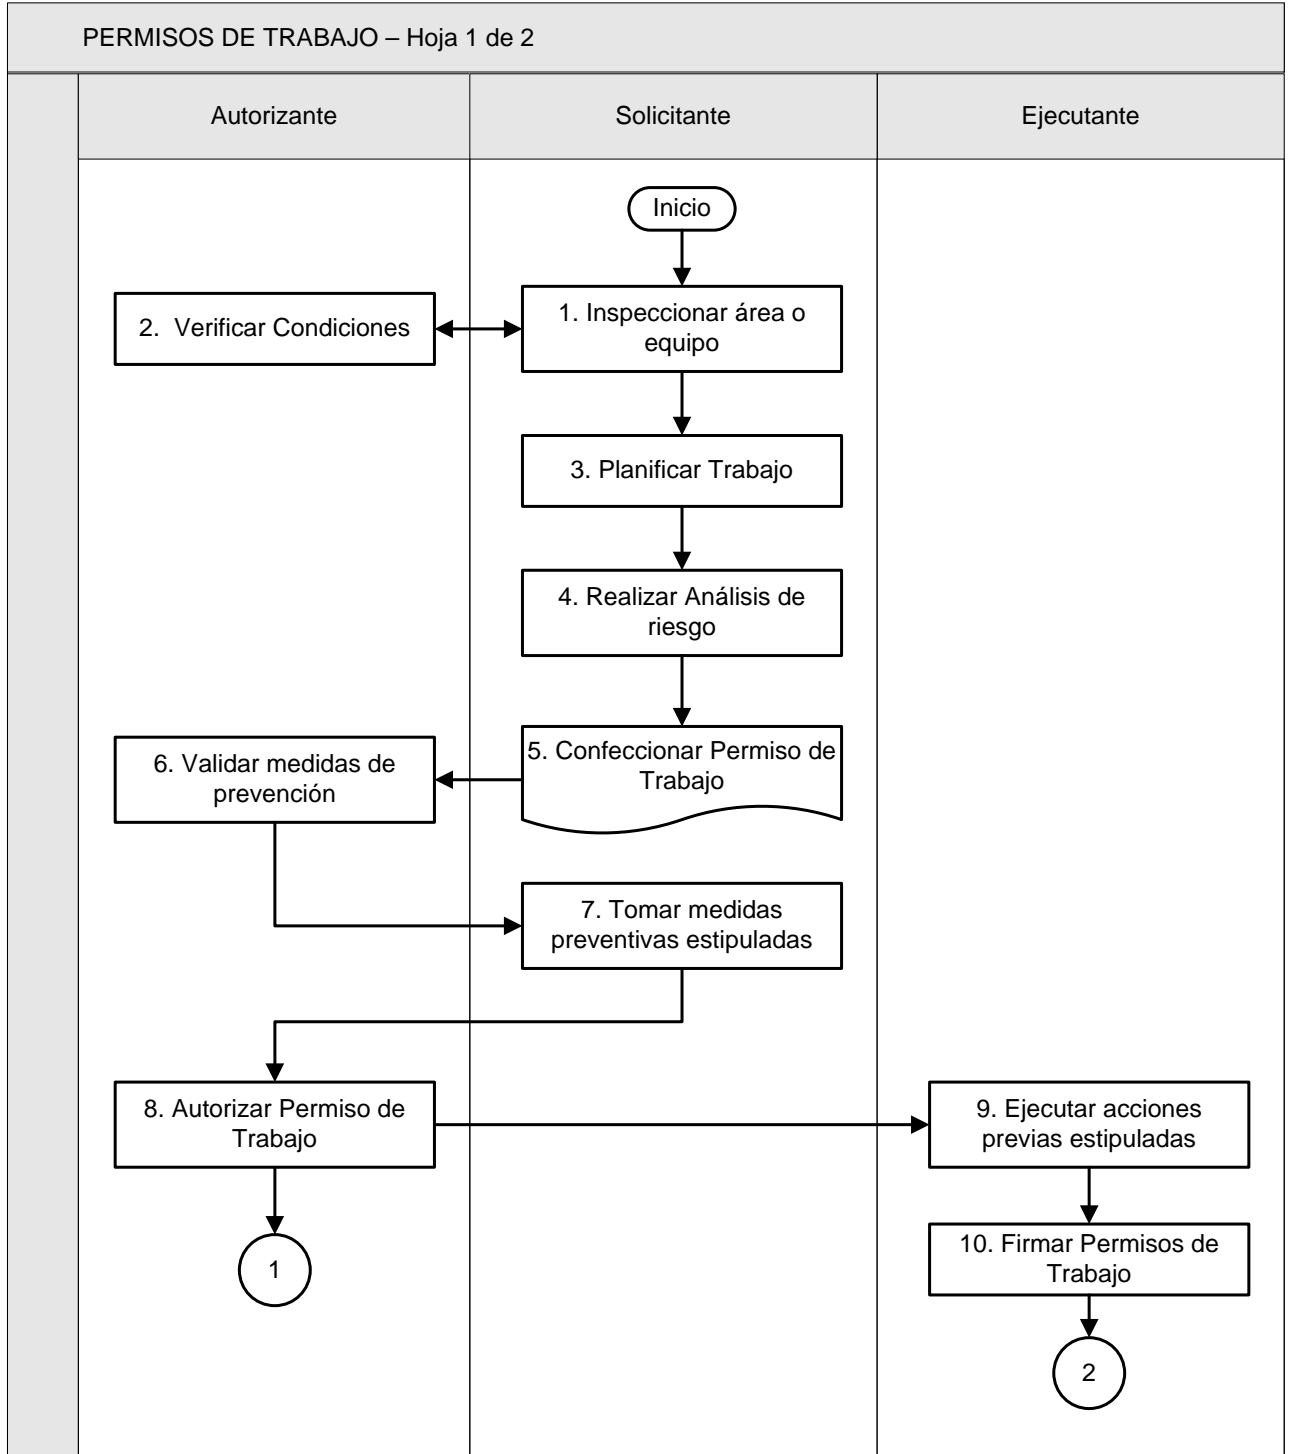 PERMISOS DE TRABAJO – Hoja 1 de 2
Autorizante
Solicitante
Ejecutante
Inicio
1. Inspeccionar área o
equipo
2. Verificar Condiciones
3. Planificar Trabajo
4. Realizar Análisis de
riesgo
5. Confeccionar Permiso de
Trabajo
6. Validar medidas de
prevención
7. Tomar medidas
preventivas estipuladas
8. Autorizar Permiso de
Trabajo
9. Ejecutar acciones
previas estipuladas
10. Firmar Permisos de
Trabajo
1
2